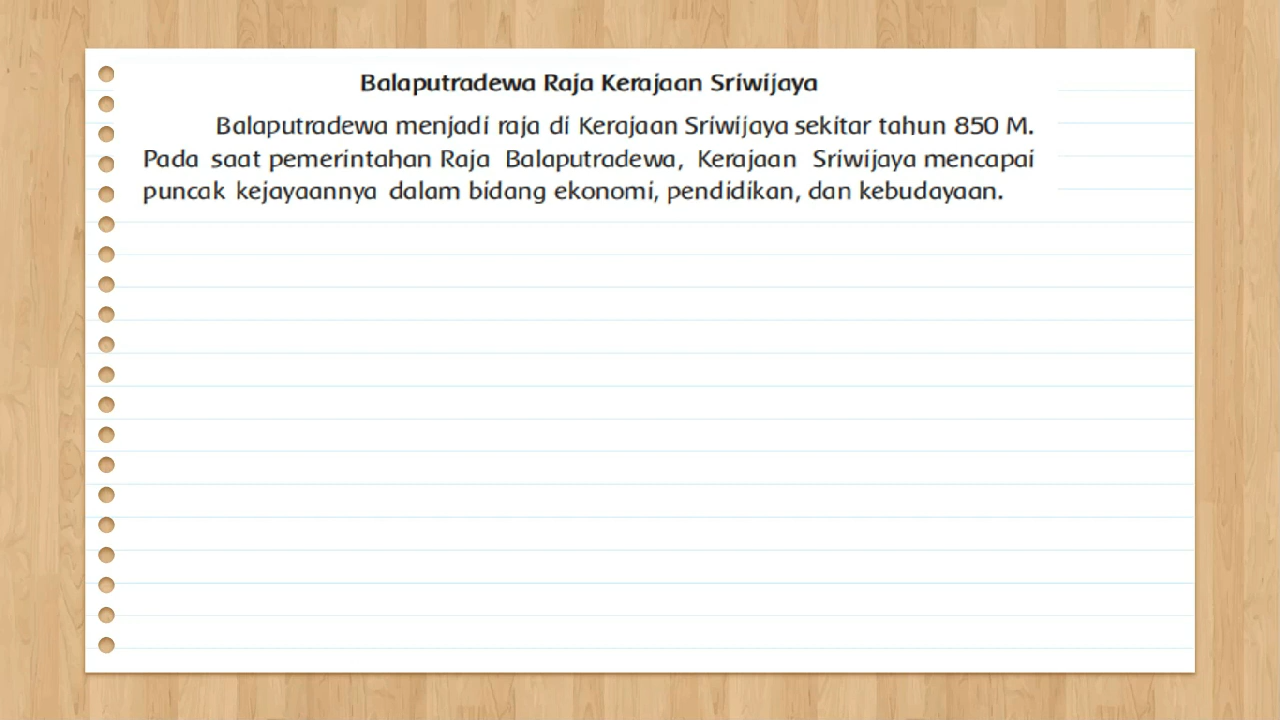 Balaputradewa Raja Kerajaan Sriwijaya
Balaputradewa menjadi raja di Kerajaan Sriwijaya sekitar tahun 850 M.
Pada saat pemerintahan Raja Balaputradewa, Kerajaan Sriwijaya mencapai
puncak kejayaannya dalam bidang ekonomi, pendidikan, dan kebudayaan.